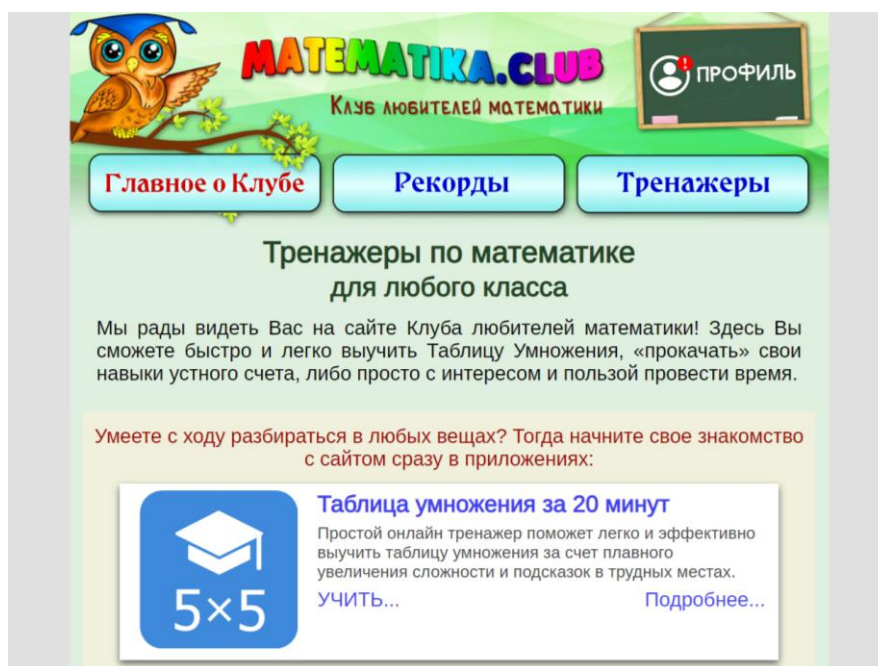 MATEMATIKA.CLUB
Клуб любителей математики
ПРОФИЛЬ
Главное о Клубе
Рекорды
Тренажеры
Тренажеры по математике
для любого класса
Мы рады видеть Вас на сайте Клуба любителей математики! Здесь Вы
сможете быстро и легко выучить Таблицу Умножения, «прокачать» свои
навыки устного счета, либо просто с интересом и пользой провести время.
Умеете с ходу разбираться в любых вещах? Тогда начните свое знакомство
с сайтом сразу в приложениях:
5×5
Таблица умножения за 20 минут
Простой онлайн тренажер поможет легко и эффективно
выучить таблицу умножения за счет плавного
увеличения сложности и подсказок в трудных местах.
УЧИТЬ...
Подробнее...